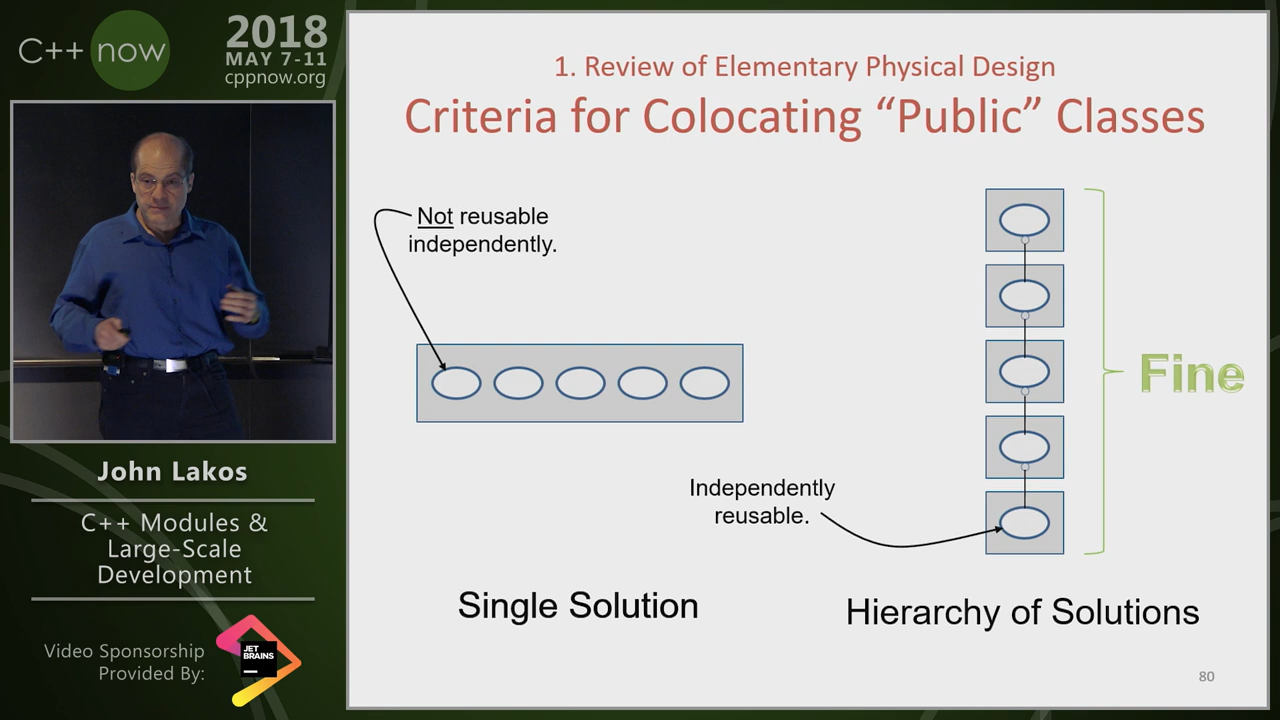 C++ now
2018
MAY 7-11
cppnow.org
John Lakos
C++ Modules &
Large-Scale
Development
Video Sponsorship
Provided By:
JET
BRAINS
1. Review of Elementary Physical Design
Criteria for Colocating “Public” Classes
Not reusable
independently.
Fine
Independently
reusable.
Single Solution
Hierarchy of Solutions
80